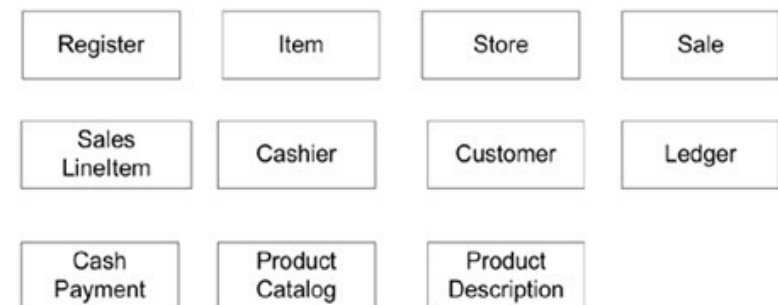 Register
Item
Store
Sale
Sales
LineItem
Cashier
Customer
Ledger
Cash
Payment
Product
Catalog
Product
Description